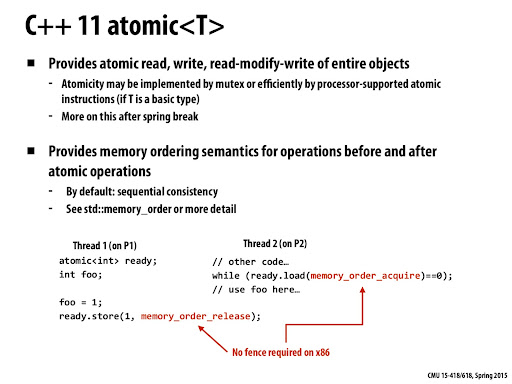 C++ 11 atomic<T>
■ Provides atomic read, write, read-modify-write of entire objects
- Atomicity may be implemented by mutex or efficiently by processor-supported atomic
instructions (if T is a basic type)
- More on this after spring break
■ Provides memory ordering semantics for operations before and after
atomic operations
- By default: sequential consistency
- See std::memory_order or more detail
Thread 1 (on P1)
atomic<int> ready;
int foo;
foo = 1;
ready.store(1, memory_order_release);
Thread 2 (on P2)
// other code…
while (ready.load(memory_order_acquire)==0);
// use foo here…
No fence required on x86
CMU 15-418/618, Spring 2015